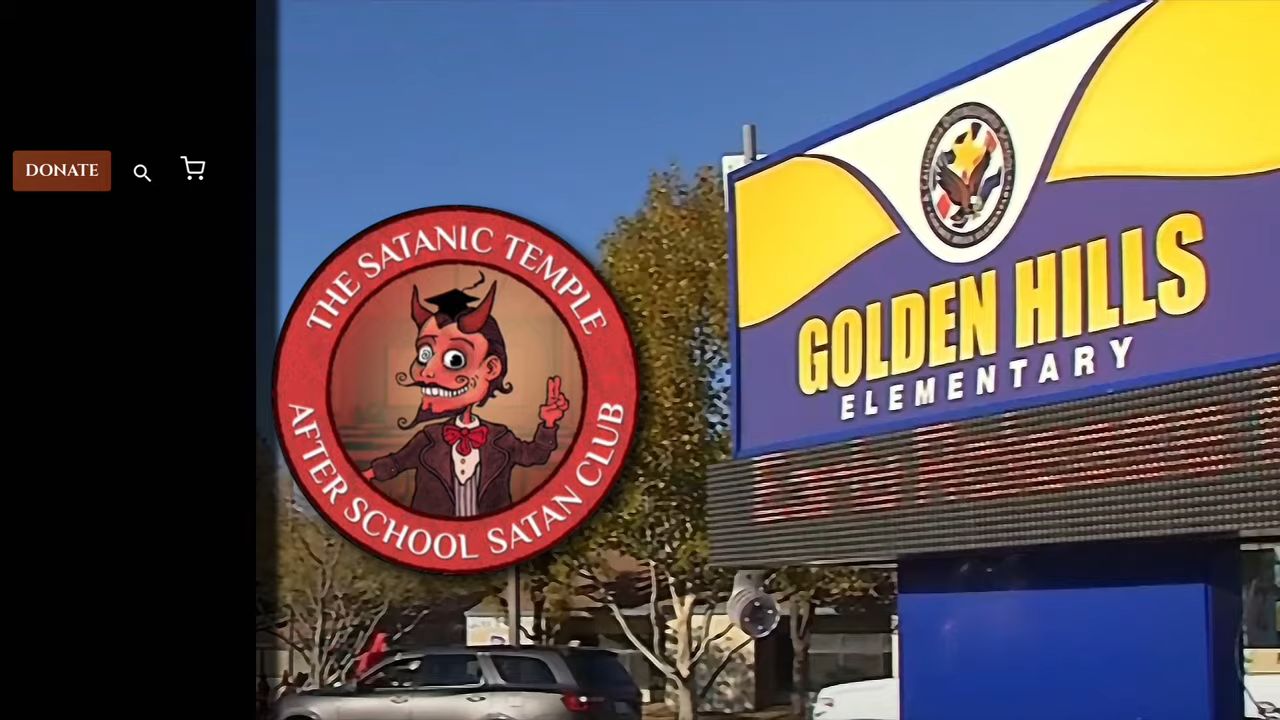 DONATE
THE SATANIC TEMPLE
AFTER SCHOOL SATAN CLUB
GOLDEN HILLS
ELEMENTARY